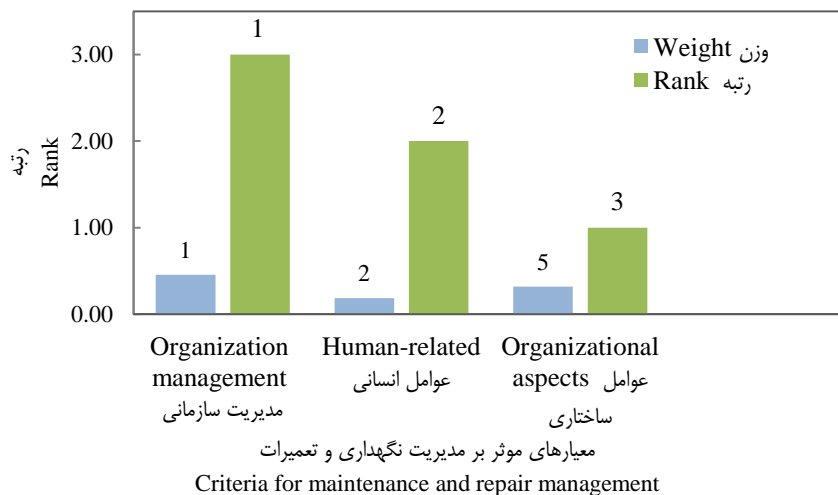 3.00
2.00
1.00
0.00
رتبه
Rank
1
1
2
2
5
3
Weight وزن
Rank رتبه
Organization
management
مدیریت سازمانی
Human-related
عوامل انسانی
Organizational
aspects عوامل
ساختاری
معیارهای موثر بر مدیریت نگهداری و تعمیرات
Criteria for maintenance and repair management